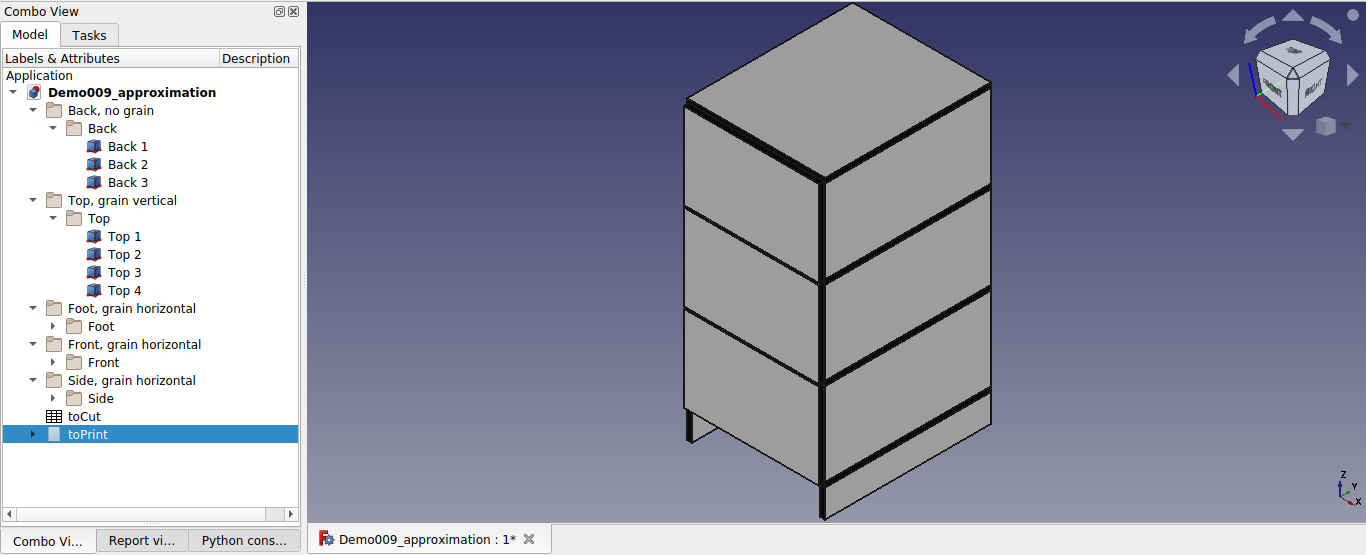 Combo View
Model
Tasks
Labels & Attributes
Description
Application
Demo009_approximation
Back, no grain
Back
Back 1
Back 2
Back 3
Top, grain vertical
Top
Top 1
Top 2
Top 3
Top 4
Foot, grain horizontal
Foot
Front, grain horizontal
Front
Side, grain horizontal
Side
toCut
toPrint
Combo Vi...
Report vi...
Python cons...
Demo009_approximation : 1*
TOP
FRONT
RIGHT
Z
Y
X